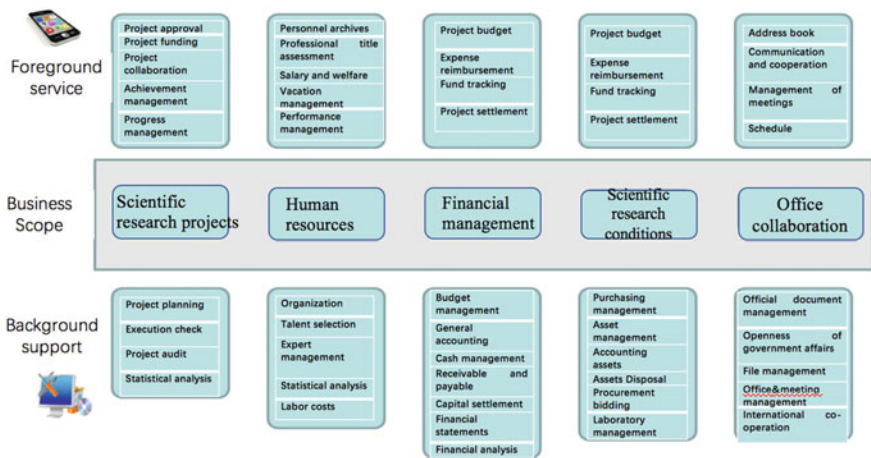 Foreground
service
Project approval
Project funding
Project
collaboration
Achievement
management
Progress
management
Personnel archives
Professional title
assessment
Salary and welfare
Vacation
management
Performance
management
Project budget
Expense
reimbursement
Fund tracking
Project settlement
Project budget
Expense
reimbursement
Fund tracking
Project settlement
Address book
Communication
and cooperation
Management of
meetings
Schedule
Business
Scope
Scientific
research projects
Human
resources
Financial
management
Scientific
research
conditions
Office
collaboration
Background
support
Project planning
Execution check
Project audit
Statistical analysis
Organization
Talent selection
Expert
management
Statistical analysis
Labor costs
Budget
management
General
accounting
Cash management
Receivable and
payable
Capital settlement
Financial
statements
Financial analysis
Purchasing
management
Asset
management
Accounting
assets
Assets Disposal
Procurement
bidding
Laboratory
management
Official document
management
Openness of
government affairs
File management
Office&meeting
management
International co-
operation